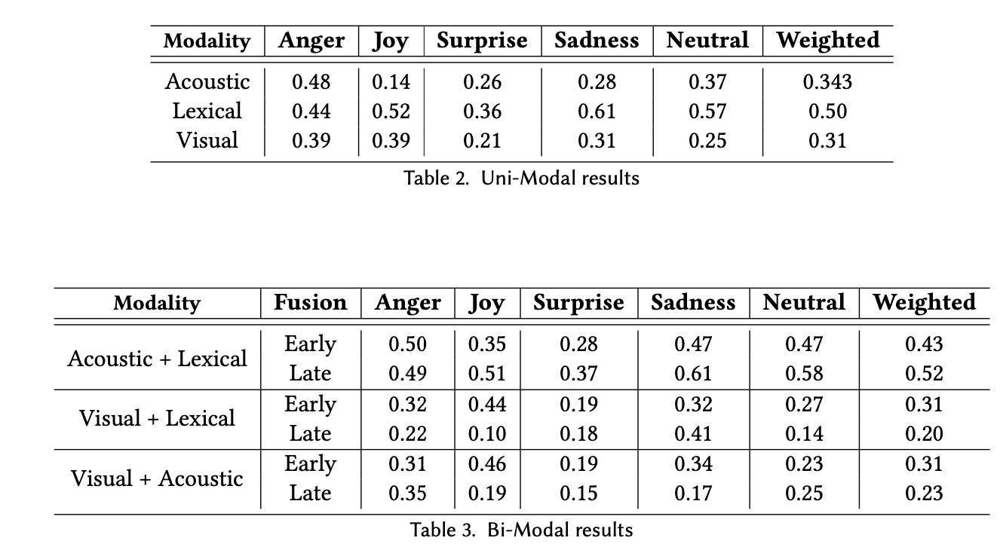 Modality Anger Joy Surprise Sadness Neutral Weighted
Acoustic 0.48 0.14 0.26 0.28 0.37 0.343
Lexical 0.44 0.52 0.36 0.61 0.57 0.50
Visual 0.39 0.39 0.21 0.31 0.25 0.31
Table 2. Uni-Modal results
Modality Fusion Anger Joy Surprise Sadness Neutral Weighted
Acoustic + Lexical
Early 0.50 0.35 0.28 0.47 0.47 0.43
Late 0.49 0.51 0.37 0.61 0.58 0.52
Visual + Lexical
Early 0.32 0.44 0.19 0.32 0.27 0.31
Late 0.22 0.10 0.18 0.41 0.14 0.20
Visual + Acoustic
Early 0.31 0.46 0.19 0.34 0.23 0.31
Late 0.35 0.19 0.15 0.17 0.25 0.23
Table 3. Bi-Modal results